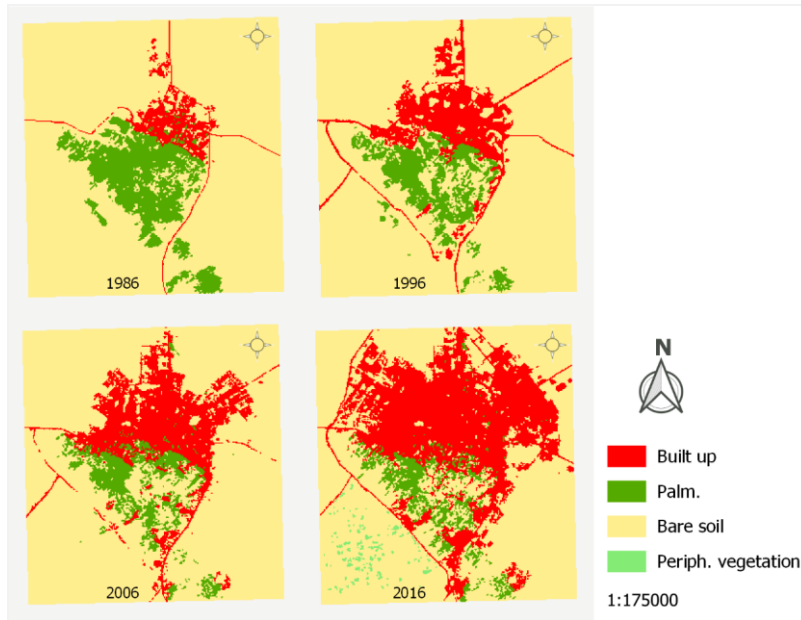 1986
1996
2006
2016
N
Built up
Palm.
Bare soil
Periph. vegetation
1:175000